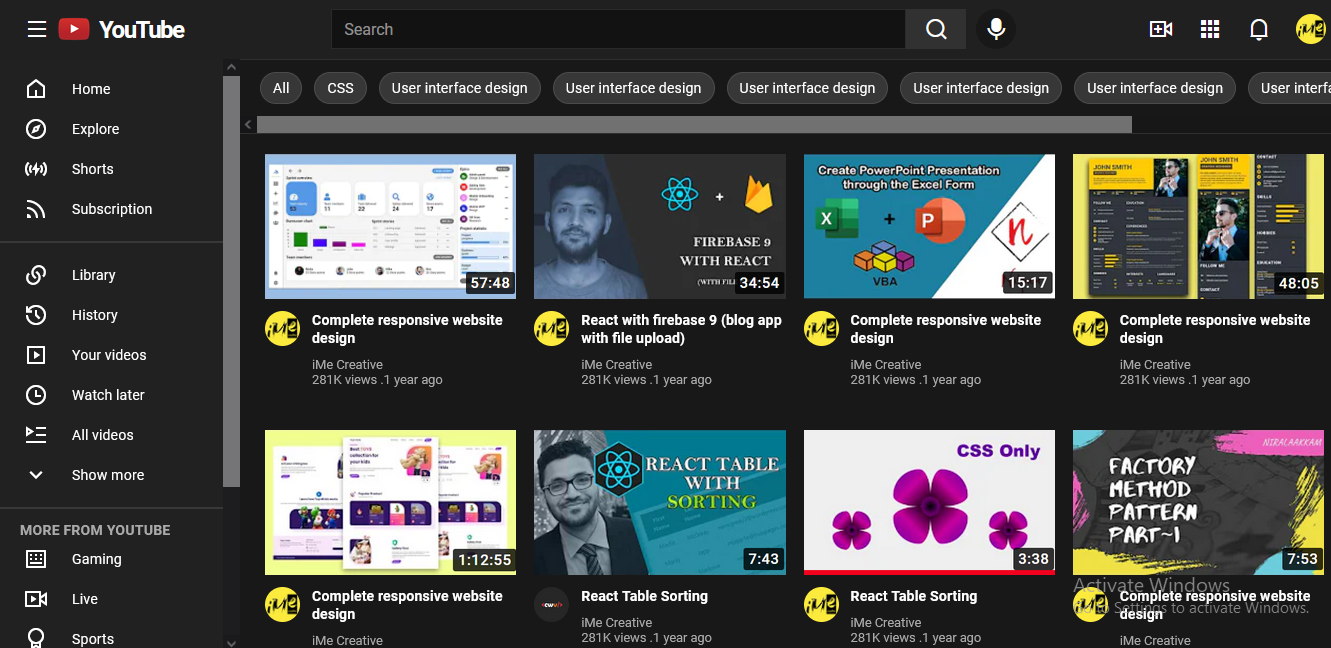 YouTube
Search
Home
Explore
Shorts
Subscription
Library
History
Your videos
Watch later
All videos
Show more
MORE FROM YOUTUBE
Gaming
Live
Sports
All
CSS
User interface design
User interface design
User interface design
User interface design
User interface design
User interfa
57:48
Complete responsive website
design
iMe Creative
281K views .1 year ago
FIREBASE 9
WITH REACT
34:54
React with firebase 9 (blog app
with file upload)
iMe Creative
281K views .1 year ago
Create PowerPoint Presentation
through the Excel Form
X
+
P
VBA
15:17
Complete responsive website
design
iMe Creative
281K views .1 year ago
JOHN SMITH
JOHN SMITH
CONTACT
SKILLS
HOBBIES
EDUCATION
FOLLOW ME
48:05
Complete responsive website
design
iMe Creative
281K views .1 year ago
1:12:55
Complete responsive website
design
iMe Creative
REACT TABLE
WITH
SORTING
7:43
React Table Sorting
iMe Creative
281K views .1 year ago
CSS Only
3:38
React Table Sorting
iMe Creative
281K views .1 year ago
NIRALAAKKAM
FACTORY
METHOD
PATTERN
PART~1
7:53
Complete responsive website
design
iMe Creative
Activate Windows
Go to Settings to activate Windows.